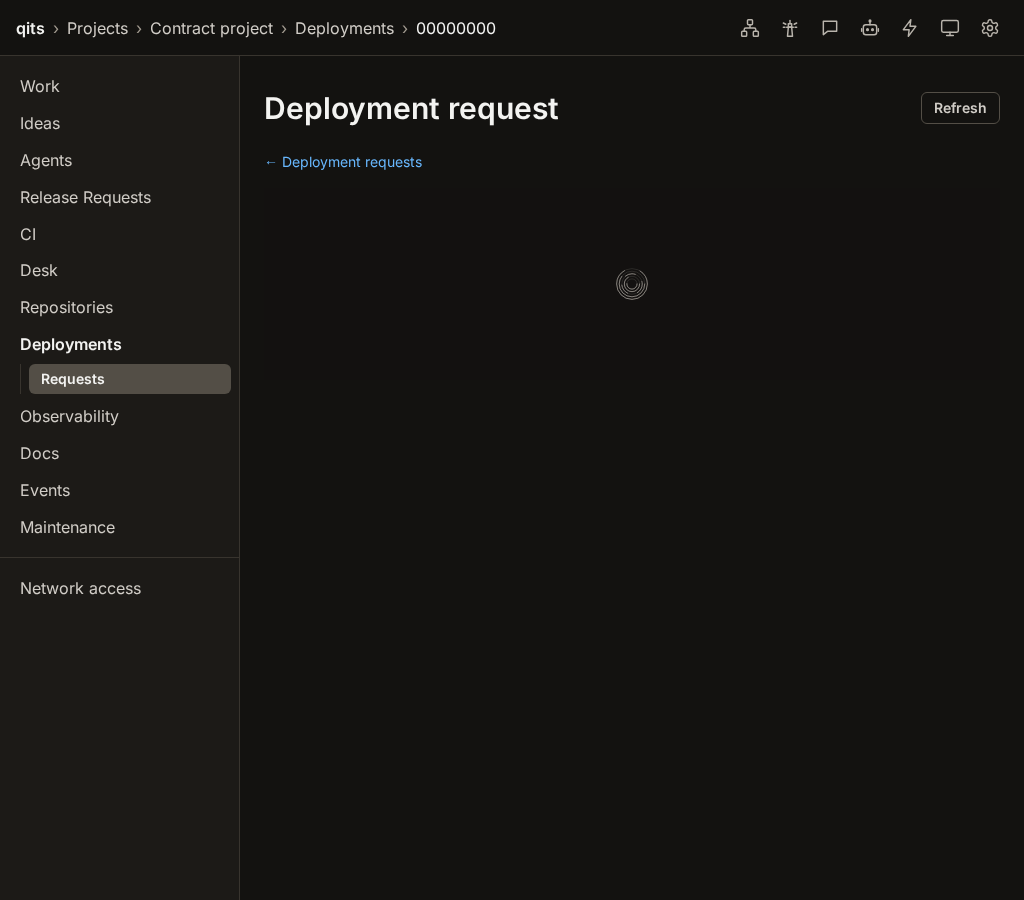 qits › Projects › Contract project › Deployments › 00000000
Work
Ideas
Agents
Release Requests
CI
Desk
Repositories
Deployments
Requests
Observability
Docs
Events
Maintenance
Network access
Deployment request
Refresh
← Deployment requests